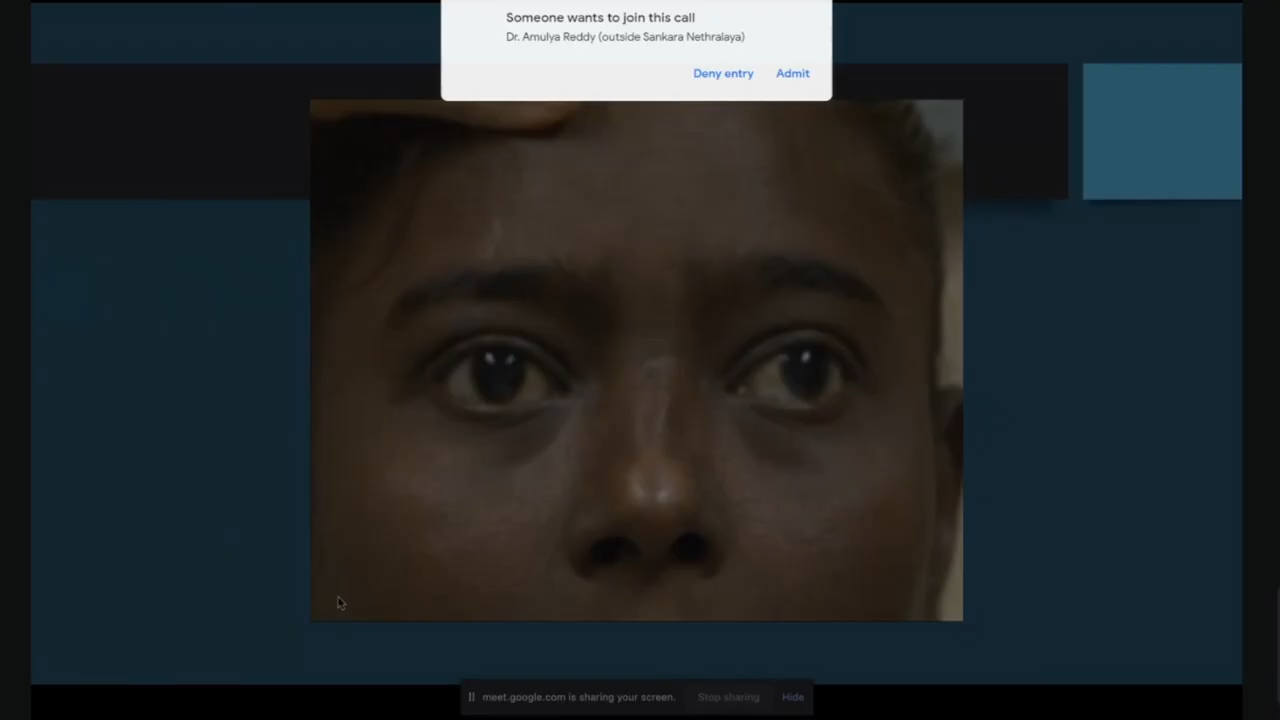 Someone wants to join this call
Dr. Amulya Reddy (outside Sankara Nethralaya)
Deny entry Admit
meet.google.com is sharing your screen. Stop sharing Hide